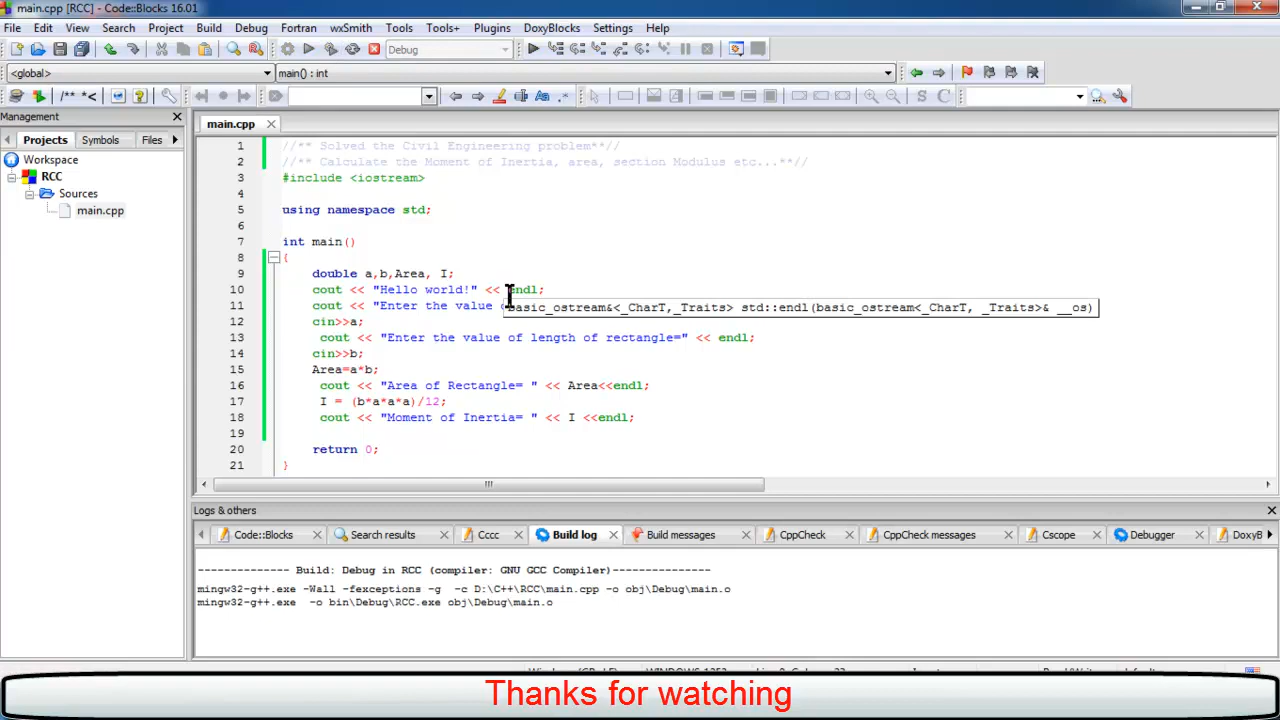 main.cpp [RCC] - Code::Blocks 16.01
File Edit View Search Project Build Debug Fortran wxSmith Tools Tools+ Plugins DoxyBlocks Settings Help
Debug
<global> main() : int
/** *< S C
Management
main.cpp
Projects Symbols Files
Workspace
RCC
Sources
main.cpp
1 //** Solved the Civil Engineering problem**//
2 //** Calculate the Moment of Inertia, area, section Modulus etc...**//
3 #include <iostream>
4
5 using namespace std;
6
7 int main()
8 {
9 double a,b,Area, I;
10 cout << "Hello world!" << endl;
11 cout << "Enter the value
basic_ostream&<_CharT,_Traits> std::endl(basic_ostream<_CharT, _Traits>& __os)
12 cin>>a;
13 cout << "Enter the value of length of rectangle=" << endl;
14 cin>>b;
15 Area=a*b;
16 cout << "Area of Rectangle= " << Area<<endl;
17 I = (b*a*a*a)/12;
18 cout << "Moment of Inertia= " << I <<endl;
19
20 return 0;
21 }
Logs & others
Code::Blocks Search results Cccc Build log Build messages CppCheck CppCheck messages Cscope Debugger DoxyB
-------------- Build: Debug in RCC (compiler: GNU GCC Compiler)---------------
mingw32-g++.exe -Wall -fexceptions -g -c D:\C++\RCC\main.cpp -o obj\Debug\main.o
mingw32-g++.exe -o bin\Debug\RCC.exe obj\Debug\main.o
Thanks for watching